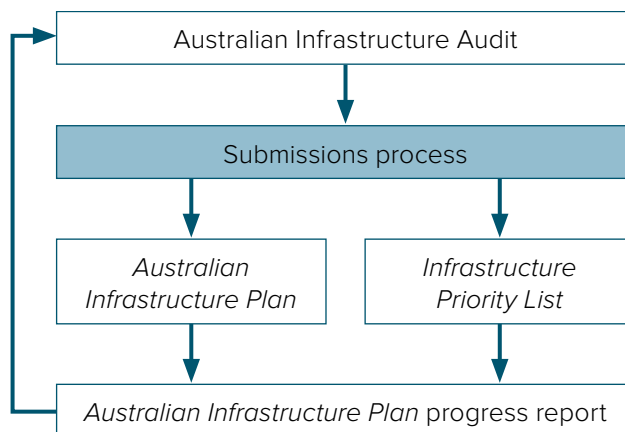 Australian Infrastructure Audit
Submissions process
Australian
Infrastructure Plan
Infrastructure
Priority List
Australian Infrastructure Plan progress report